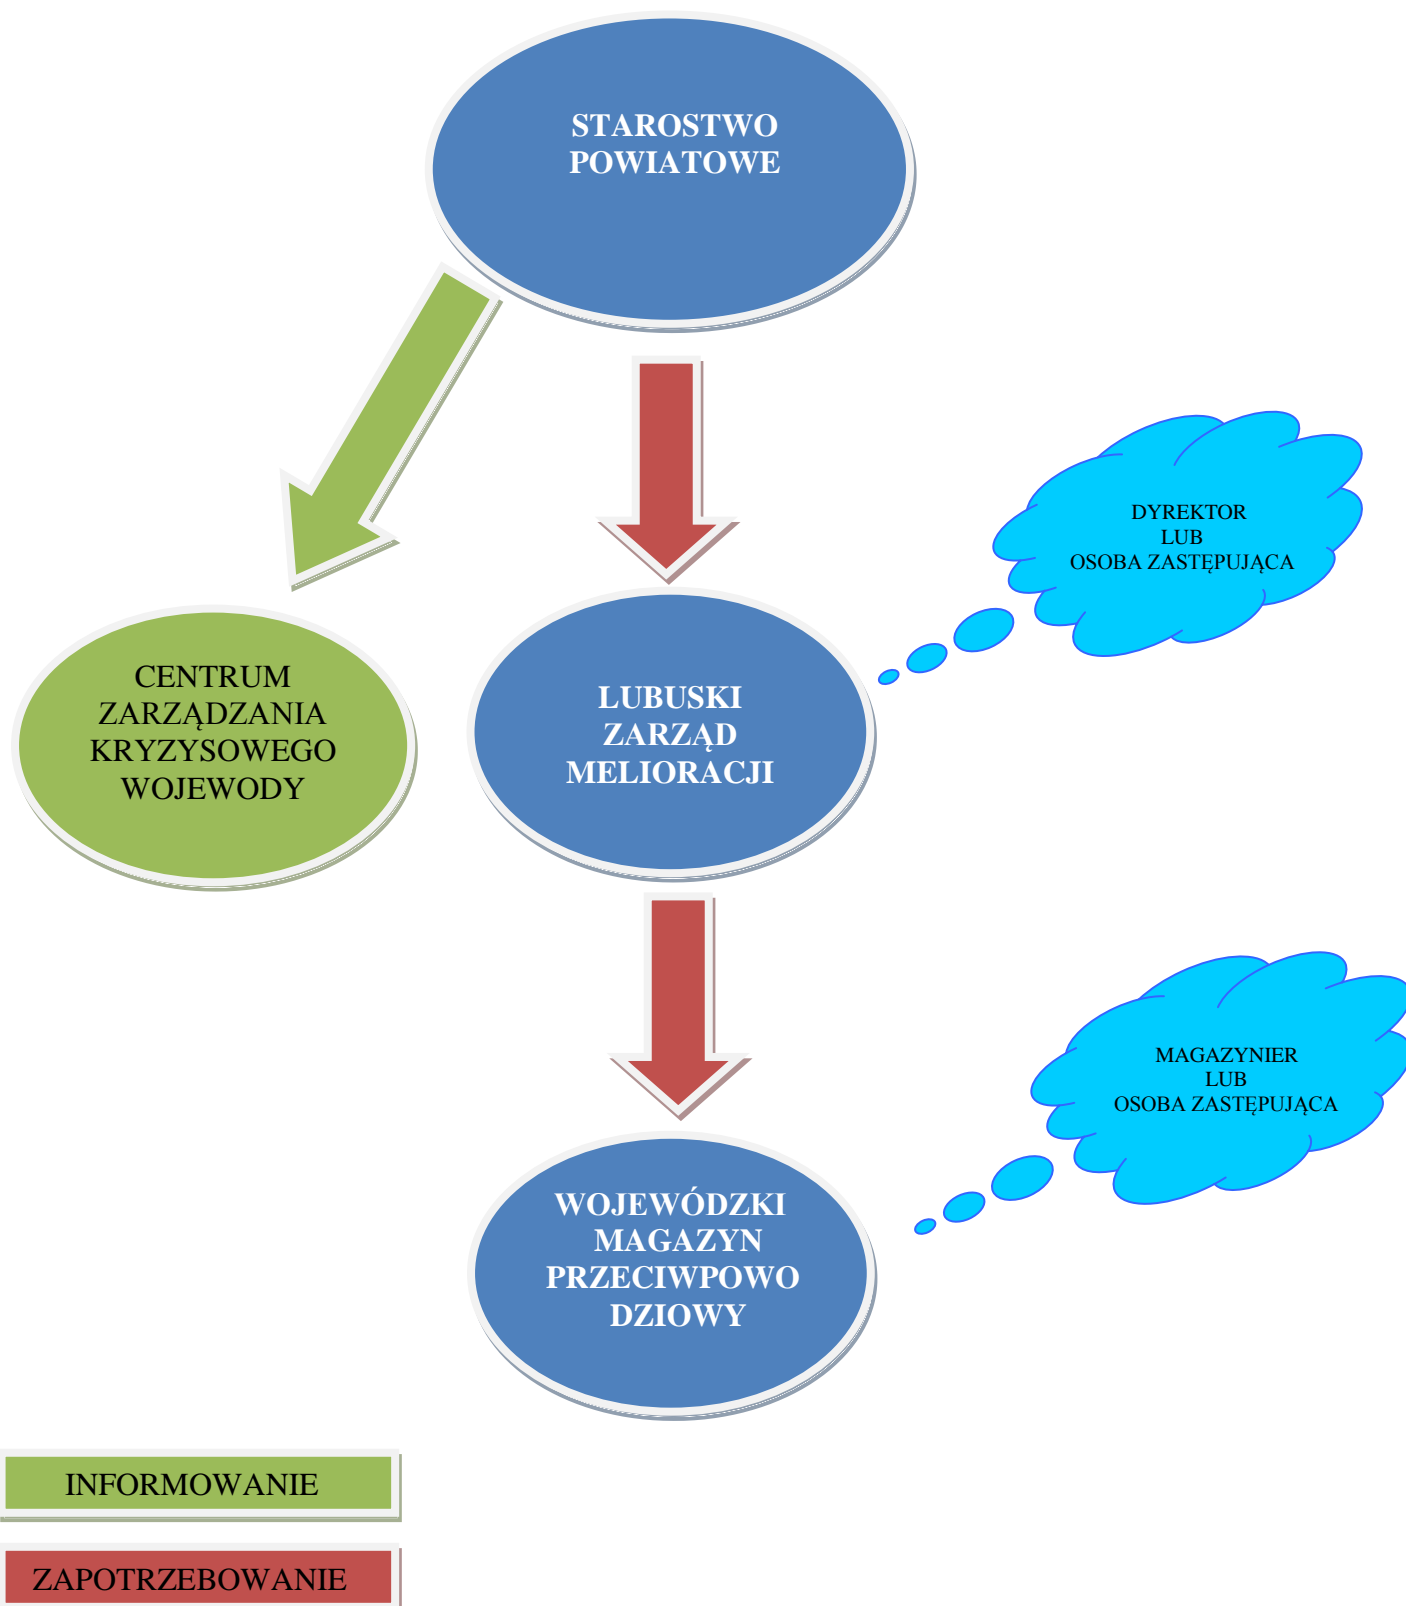 STAROSTWO
POWIATOWE
DYREKTOR
LUB
OSOBA ZASTĘPUJĄCA
CENTRUM
ZARZĄDZANIA
KRYZYSOWEGO
WOJEWODY
LUBUSKI
ZARZĄD
MELIORACJI
MAGAZYNIER
LUB
OSOBA ZASTĘPUJĄCA
WOJEWÓDZKI
MAGAZYN
PRZECIWPOWO
DZIOWY
INFORMOWANIE
ZAPOTRZEBOWANIE